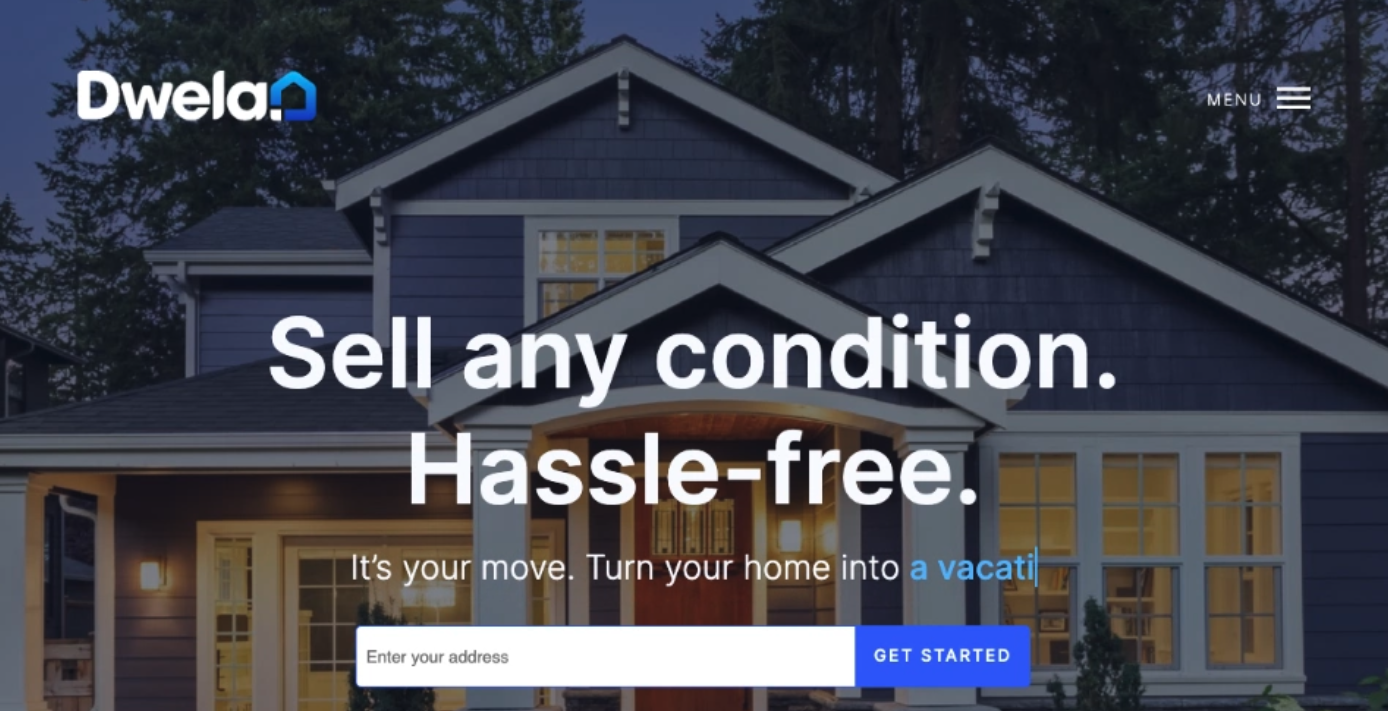 Dwela.
MENU
Sell any condition.
Hassle-free.
It's your move. Turn your home into a vacati
Enter your address
GET STARTED